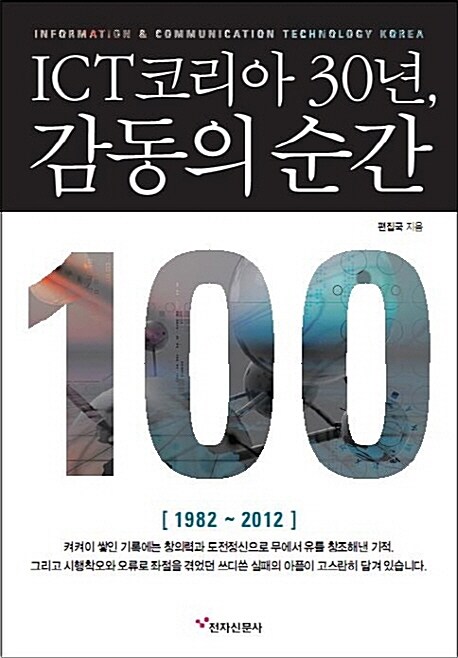 INFORMATION & COMMUNICATION TECHNOLOGY KOREA
ICT코리아 30년,
감동의 순간
편집국 지음
100
[ 1982 ~ 2012 ]
켜켜이 쌓인 기록에는 창의력과 도전정신으로 무에서 유를 창조해낸 기적,
그리고 시행착오와 오류로 좌절을 겪었던 쓰디쓴 실패의 아픔이 고스란히 담겨 있습니다.
전자신문사